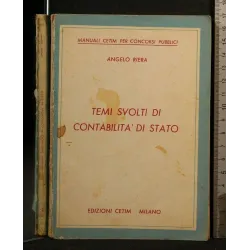 MANUALI CETIM PER CONCORSI PUBBLICI
ANGELO RIERA
TEMI SVOLTI DI
CONTABILITA' DI STATO
EDIZIONI CETIM MILANO